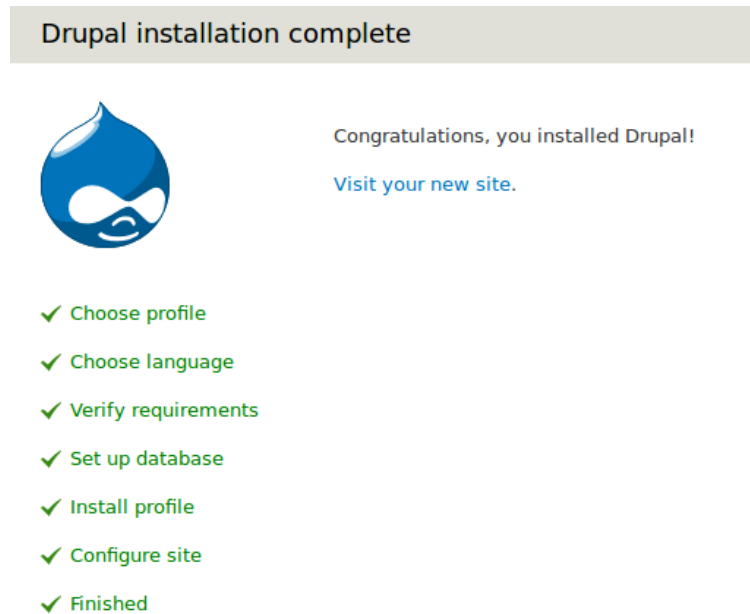 Drupal installation complete
Congratulations, you installed Drupal!
Visit your new site.
Choose profile
Choose language
Verify requirements
Set up database
Install profile
Configure site
Finished